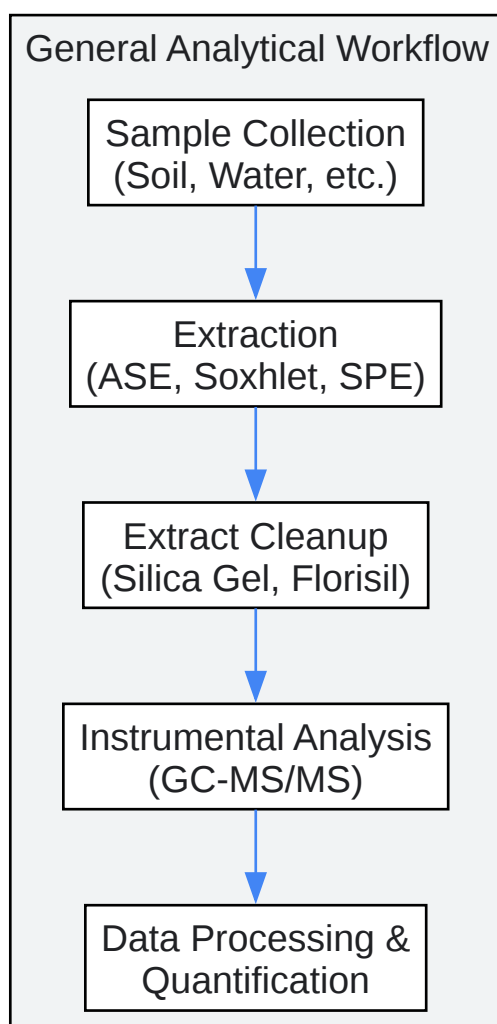 General Analytical Workflow
Sample Collection
(Soil, Water, etc.)
Extraction
(ASE, Soxhlet, SPE)
Extract Cleanup
(Silica Gel, Florisil)
Instrumental Analysis
(GC-MS/MS)
Data Processing &
Quantification